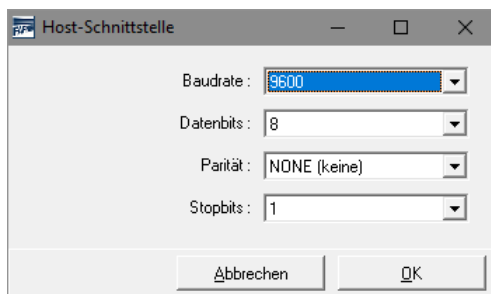 Host-Schnittstelle
Baudrate : 9600
Datenbits : 8
Parität : NONE (keine)
Stopbits : 1
Abbrechen OK